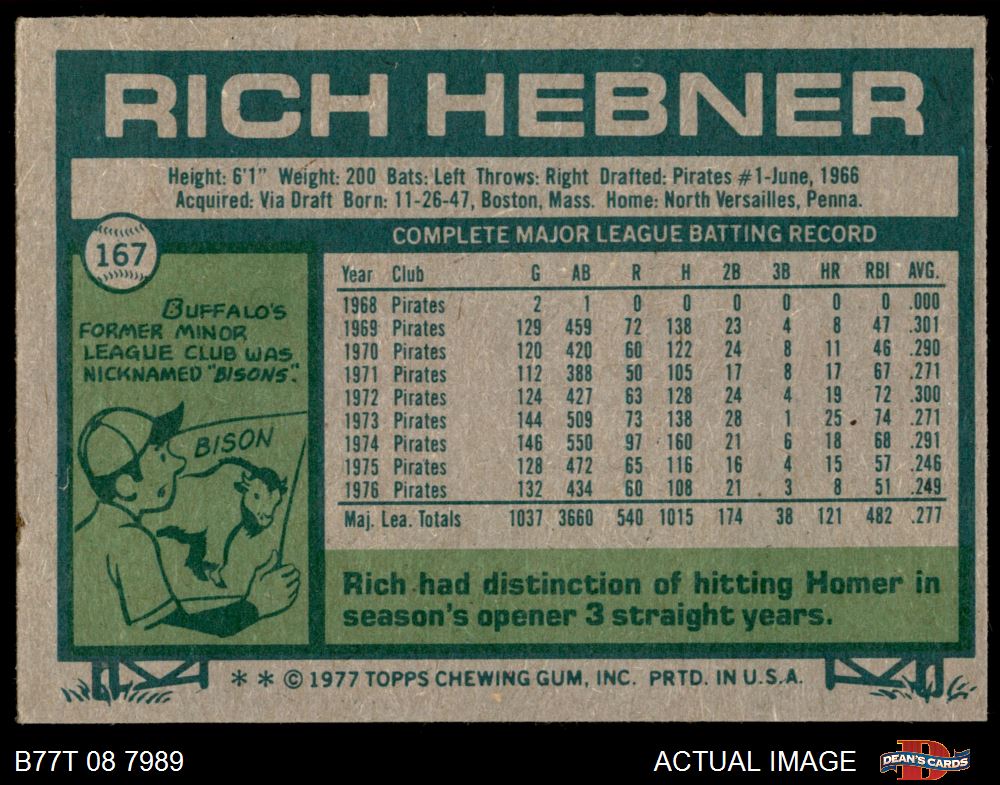 RICH HEBNER
Height: 6'1" Weight: 200 Bats: Left Throws: Right Drafted: Pirates #1-June, 1966
Acquired: Via Draft Born: 11-26-47, Boston, Mass. Home: North Versailles, Penna.
167
BUFFALO'S
FORMER MINOR
LEAGUE CLUB WAS
NICKNAMED "BISONS".
BISON
COMPLETE MAJOR LEAGUE BATTING RECORD
Year Club G AB R H 2B 3B HR RBI AVG.
1968 Pirates 2 1 0 0 0 0 0 0 .000
1969 Pirates 129 459 72 138 23 4 8 47 .301
1970 Pirates 120 420 60 122 24 8 11 46 .290
1971 Pirates 112 388 50 105 17 8 17 67 .271
1972 Pirates 124 427 63 128 24 4 19 72 .300
1973 Pirates 144 509 73 138 28 1 25 74 .271
1974 Pirates 146 550 97 160 21 6 18 68 .291
1975 Pirates 128 472 65 116 16 4 15 57 .246
1976 Pirates 132 434 60 108 21 3 8 51 .249
Maj. Lea. Totals 1037 3660 540 1015 174 38 121 482 .277
Rich had distinction of hitting Homer in
season's opener 3 straight years.
* * © 1977 TOPPS CHEWING GUM, INC. PRTD. IN U.S.A.
B77T 08 7989
ACTUAL IMAGE
D
DEAN'S CARDS